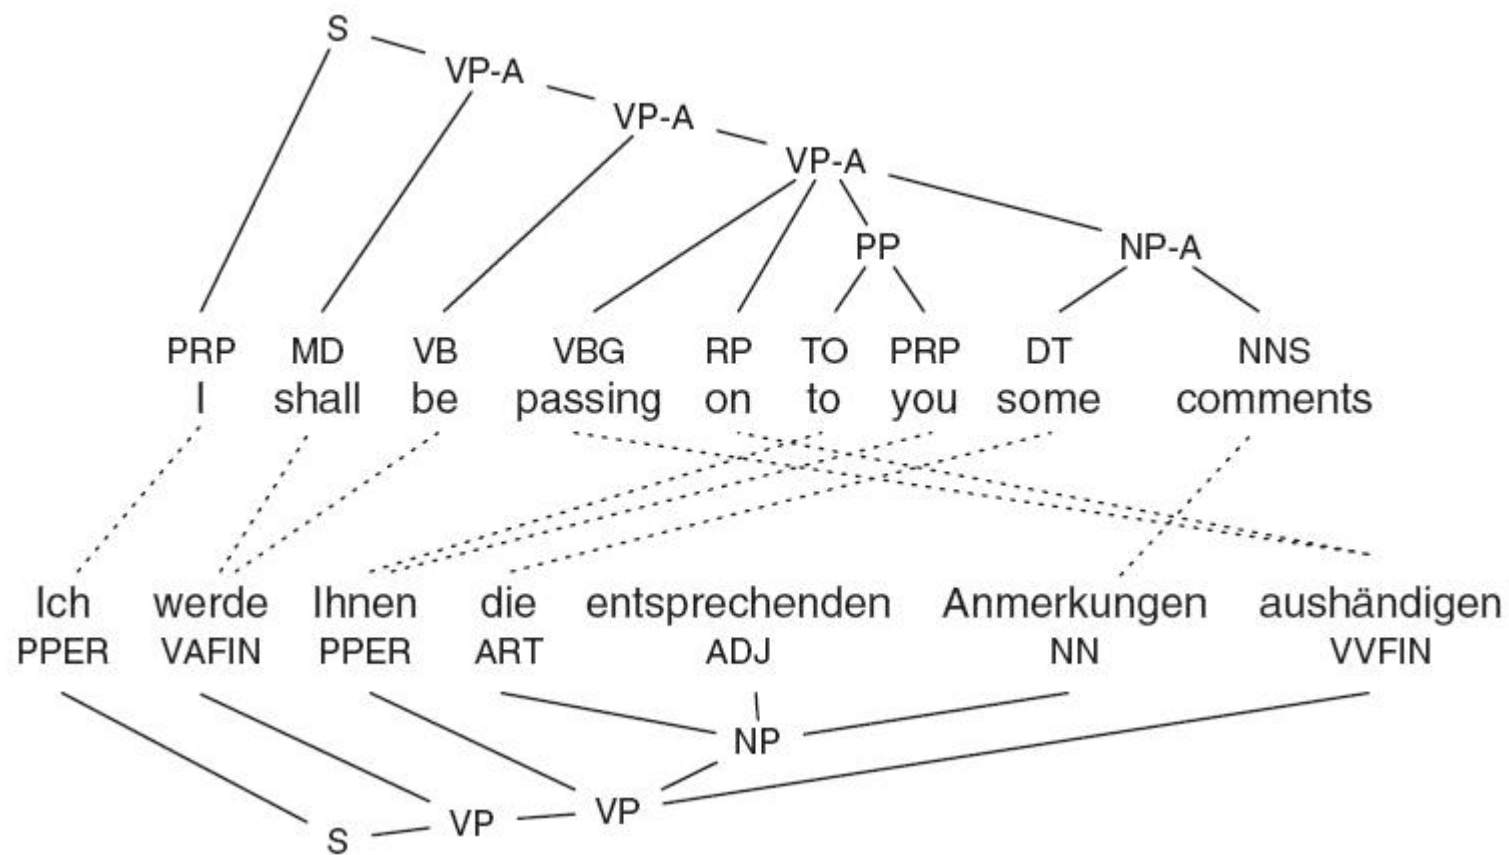 S
VP-A
VP-A
VP-A
PP NP-A
PRP MD VB VBG RP TO PRP DT NNS
I shall be passing on to you some comments
Ich werde Ihnen die entsprechenden Anmerkungen aushändigen
PPER VAFIN PPER ART ADJ NN VVFIN
NP
VP
VP
S